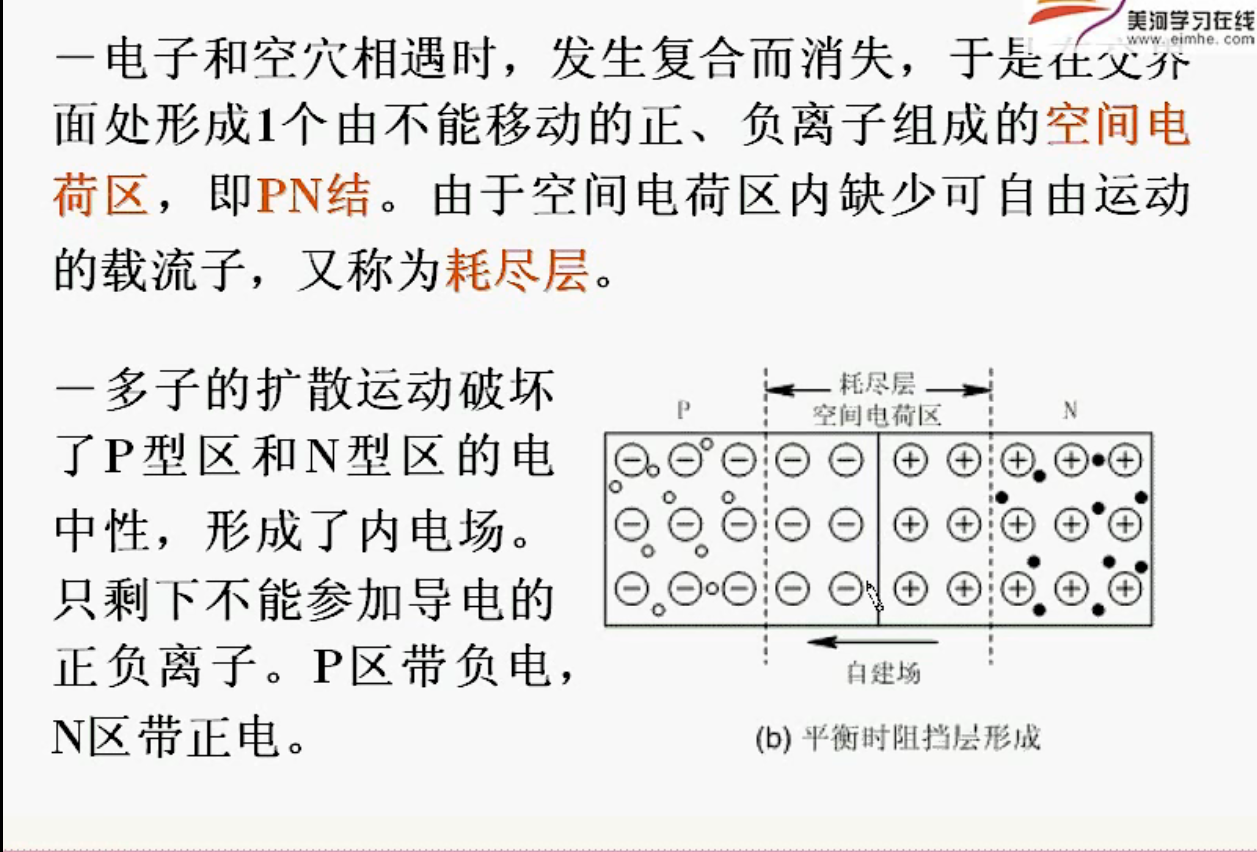 美河学习在线
www.eimhe.com
－电子和空穴相遇时，发生复合而消失，于是在交界
面处形成1个由不能移动的正、负离子组成的空间电
荷区，即PN结。由于空间电荷区内缺少可自由运动
的载流子，又称为耗尽层。
－多子的扩散运动破坏
了P型区和N型区的电
中性，形成了内电场。
只剩下不能参加导电的
正负离子。P区带负电，
N区带正电。
耗尽层
P
空间电荷区
N
自建场
(b) 平衡时阻挡层形成